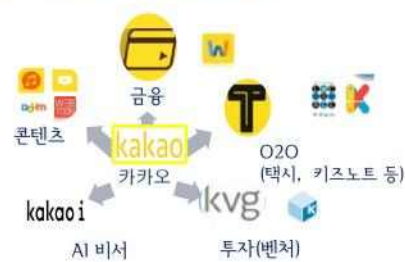 금융
콘텐츠
kakao
카카오
T
O2O
(택시, 키즈노트 등)
kakao i
kvg
AI 비서
투자(벤처)